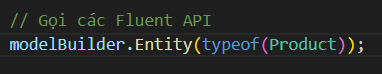 // Gọi các Fluent API
modelBuilder.Entity(typeof(Product));